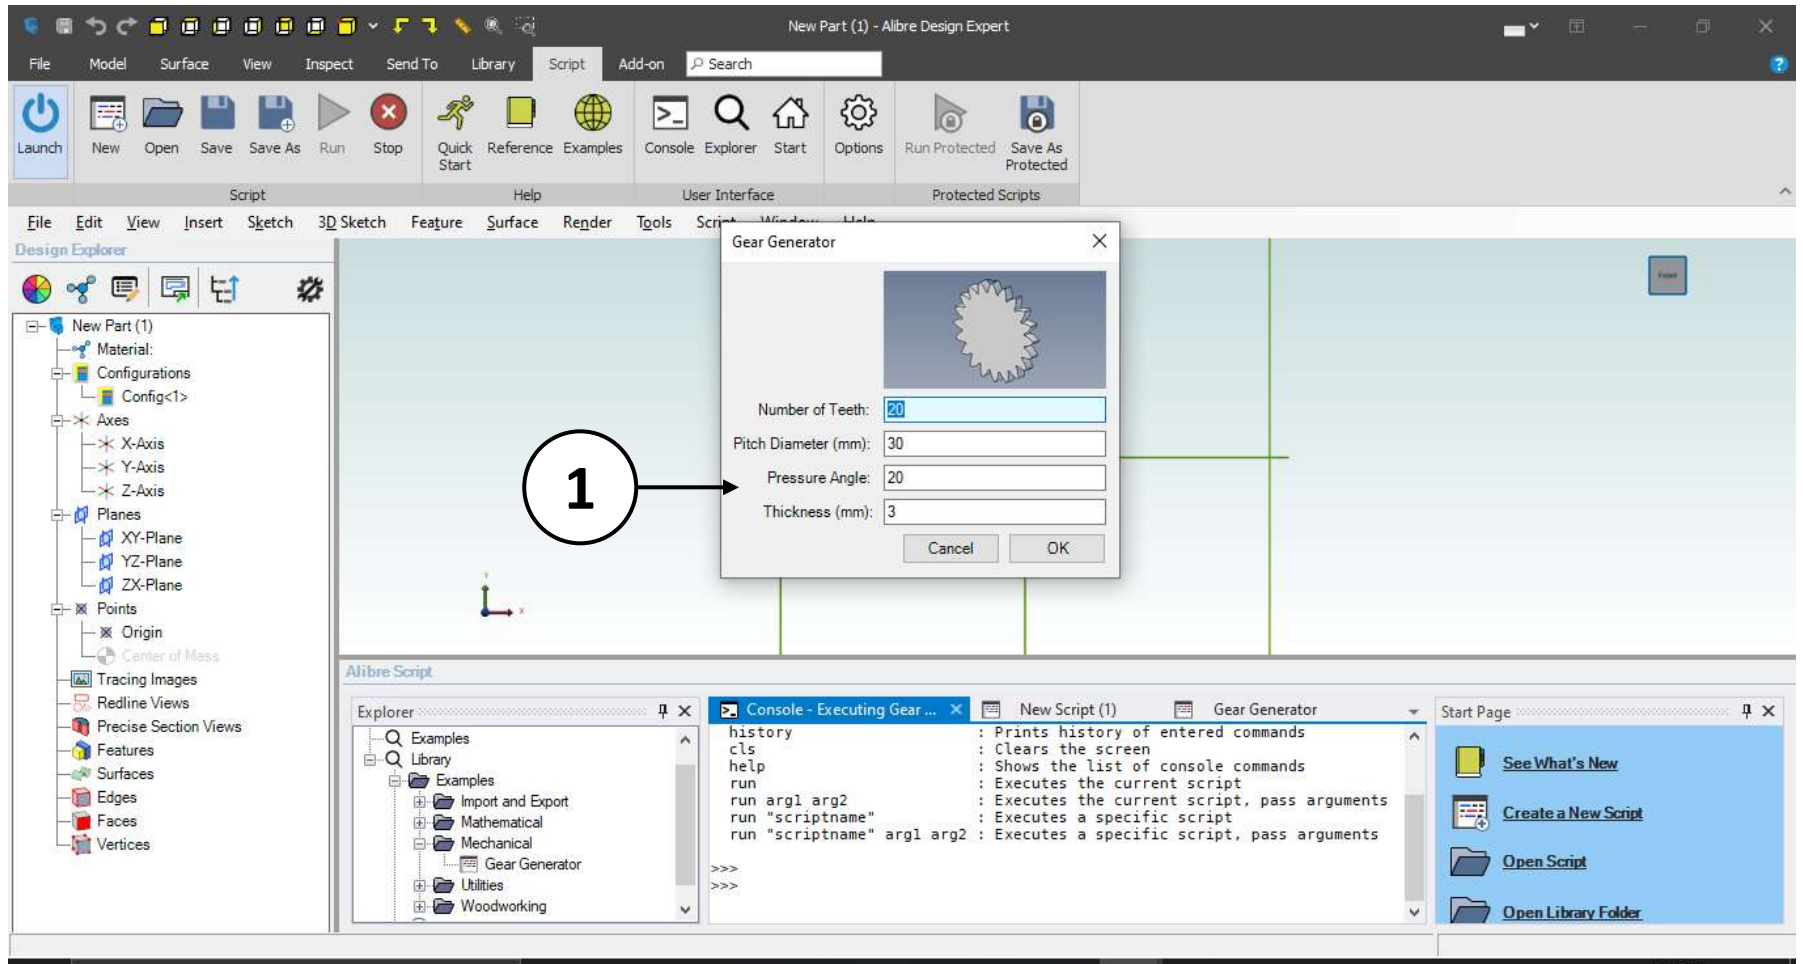 New Part (1) - Alibre Design Expert
File Model Surface View Inspect Send To Library Script Add-on Search
Launch New Open Save Save As Run Stop Quick Start Reference Examples Console Explorer Start Options Run Protected Save As Protected
Script Help User Interface Protected Scripts
File Edit View Insert Sketch 3D Sketch Feature Surface Render Tools Script Window Help
Design Explorer
New Part (1)
Material:
Configurations
Config<1>
Axes
X-Axis
Y-Axis
Z-Axis
Planes
XY-Plane
YZ-Plane
ZX-Plane
Points
Origin
Center of Mass
Tracing Images
Redline Views
Precise Section Views
Features
Surfaces
Edges
Faces
Vertices
Gear Generator
Number of Teeth: 20
Pitch Diameter (mm): 30
Pressure Angle: 20
Thickness (mm): 3
Cancel OK
1
Front
Y
X
Alibre Script
Explorer
Examples
Library
Examples
Import and Export
Mathematical
Mechanical
Gear Generator
Utilities
Woodworking
Console - Executing Gear ... New Script (1) Gear Generator
history : Prints history of entered commands
cls : Clears the screen
help : Shows the list of console commands
run : Executes the current script
run arg1 arg2 : Executes the current script, pass arguments
run "scriptname" : Executes a specific script
run "scriptname" arg1 arg2 : Executes a specific script, pass arguments
>>>
>>>
Start Page
See What's New
Create a New Script
Open Script
Open Library Folder